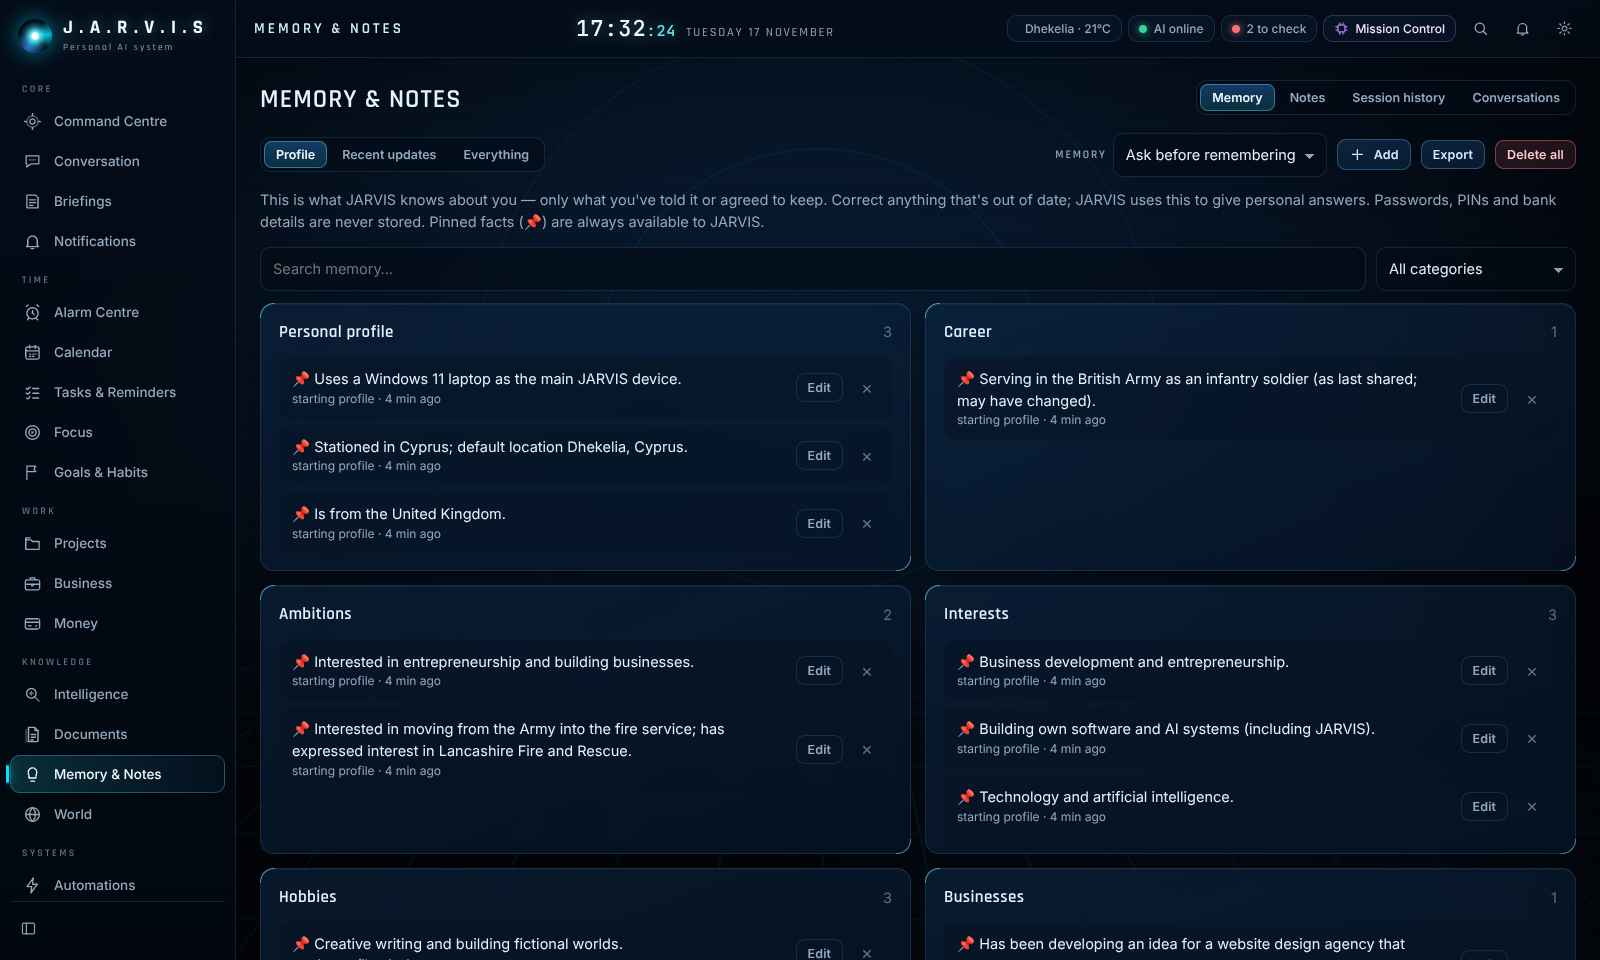 J.A.R.V.I.S
Personal AI system
MEMORY & NOTES
17:32:24 TUESDAY 17 NOVEMBER
Dhekelia · 21°C
AI online
2 to check
Mission Control
CORE
Command Centre
Conversation
Briefings
Notifications
TIME
Alarm Centre
Calendar
Tasks & Reminders
Focus
Goals & Habits
WORK
Projects
Business
Money
KNOWLEDGE
Intelligence
Documents
Memory & Notes
World
SYSTEMS
Automations
MEMORY & NOTES
Memory Notes Session history Conversations
Profile Recent updates Everything
MEMORY Ask before remembering + Add Export Delete all
This is what JARVIS knows about you — only what you've told it or agreed to keep. Correct anything that's out of date; JARVIS uses this to give personal answers. Passwords, PINs and bank
details are never stored. Pinned facts (📌) are always available to JARVIS.
Search memory...
All categories
Personal profile 3
📌 Uses a Windows 11 laptop as the main JARVIS device.
starting profile · 4 min ago
Edit ×
📌 Stationed in Cyprus; default location Dhekelia, Cyprus.
starting profile · 4 min ago
Edit ×
📌 Is from the United Kingdom.
starting profile · 4 min ago
Edit ×
Career 1
📌 Serving in the British Army as an infantry soldier (as last shared;
may have changed).
starting profile · 4 min ago
Edit ×
Ambitions 2
📌 Interested in entrepreneurship and building businesses.
starting profile · 4 min ago
Edit ×
📌 Interested in moving from the Army into the fire service; has
expressed interest in Lancashire Fire and Rescue.
starting profile · 4 min ago
Edit ×
Interests 3
📌 Business development and entrepreneurship.
starting profile · 4 min ago
Edit ×
📌 Building own software and AI systems (including JARVIS).
starting profile · 4 min ago
Edit ×
📌 Technology and artificial intelligence.
starting profile · 4 min ago
Edit ×
Hobbies 3
📌 Creative writing and building fictional worlds.
Edit ×
Businesses 1
📌 Has been developing an idea for a website design agency that